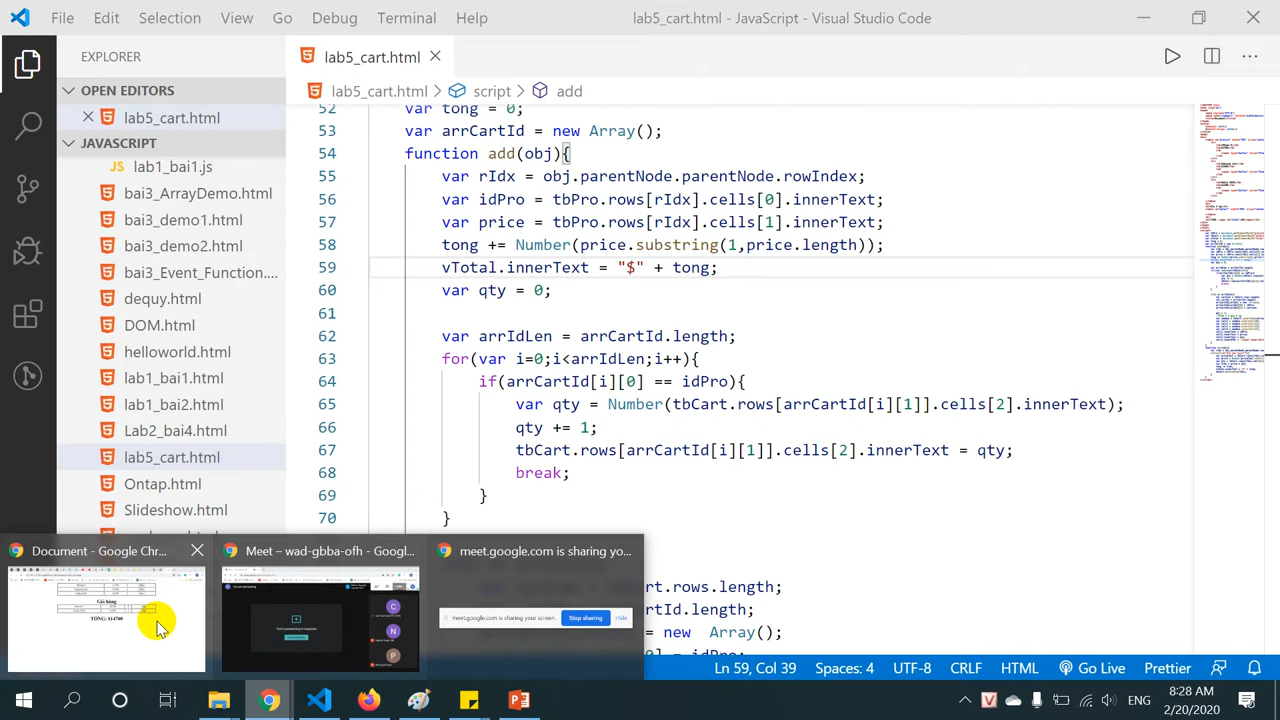 File Edit Selection View Go Debug Terminal Help lab5_cart.html - JavaScript - Visual Studio Code
EXPLORER
lab5_cart.html
OPEN EDITORS
lab5_cart.html > script > add
lab5_cart.html
JAVASCRIPT
lab1_bai1.js
bai3_ArrayDemo.html
bai3_demo1.html
bai3_demo2.html
bai3_Event_Function...
dequy.html
DOM.html
helloworld.html
lab1_bai1.html
lab1_bai2.html
Lab2_bai4.html
lab5_cart.html
Ontap.html
Slideshow.html
52 var tong = 0;
53 var arrCartId = new Array();
54 function add(obj){
55 var rIdx = obj.parentNode.parentNode.rowIndex;
56 var idPro = tbPro.rows[rIdx].cells[0].innerText;
57 var price = tbPro.rows[rIdx].cells[1].innerText;
58 tong += Number(price.substring(1,price.length));
59 vTotal.innerText = "$" + tong;
60 var qty = 0;
61
62 var arrIdLen = arrCartId.length;
63 for(var i=0;i<arrIdLen;i++){
64 if(arrCartId[i][0] == idPro){
65 var qty = Number(tbCart.rows[arrCartId[i][1]].cells[2].innerText);
66 qty += 1;
67 tbCart.rows[arrCartId[i][1]].cells[2].innerText = qty;
68 break;
69 }
70 }
rt.rows.length;
tId.length;
= new Array();
Document - Google Chr...
Meet – wad-gbba-ofh - Googl...
meet.google.com is sharing yo...
Giỏ hàng
TỔNG: $14700
meet.google.com is sharing your screen. Stop sharing Hide
C
N
P
Ln 59, Col 39 Spaces: 4 UTF-8 CRLF HTML Go Live Prettier
ENG
8:28 AM
2/20/2020